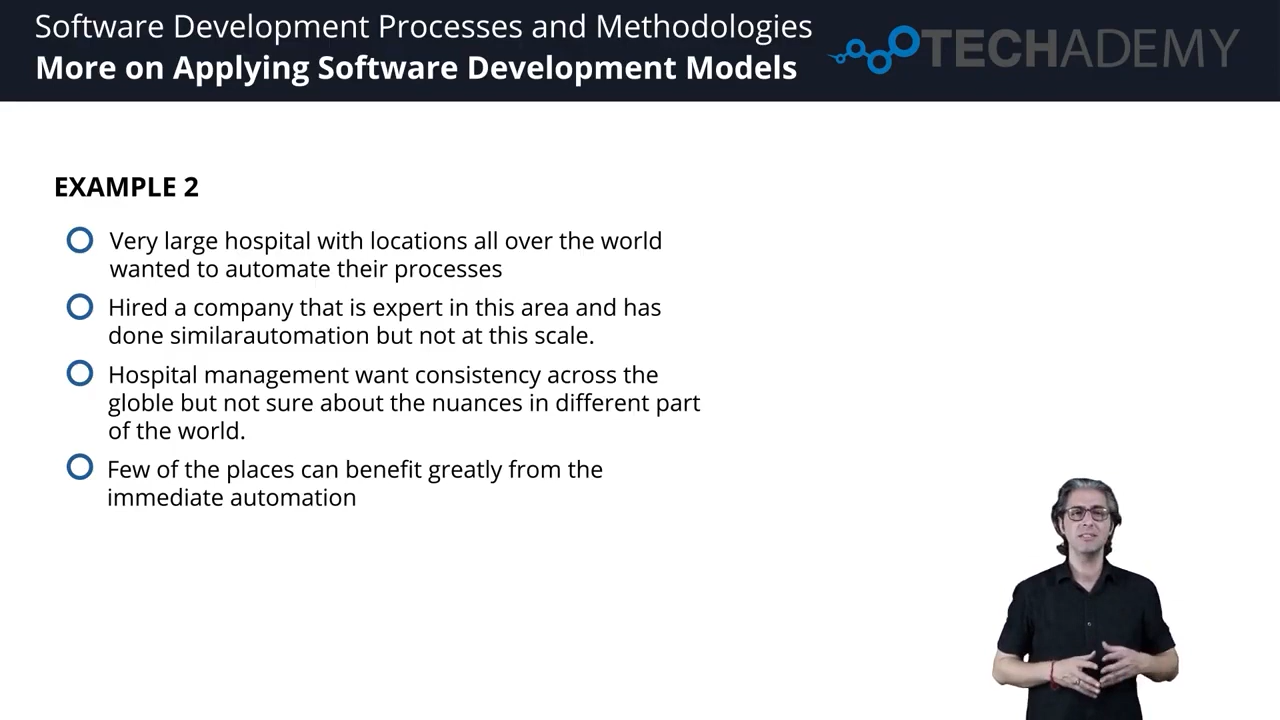 Software Development Processes and Methodologies
More on Applying Software Development Models
TECHADEMY
EXAMPLE 2
Very large hospital with locations all over the world
wanted to automate their processes
Hired a company that is expert in this area and has
done similarautomation but not at this scale.
Hospital management want consistency across the
globle but not sure about the nuances in different part
of the world.
Few of the places can benefit greatly from the
immediate automation